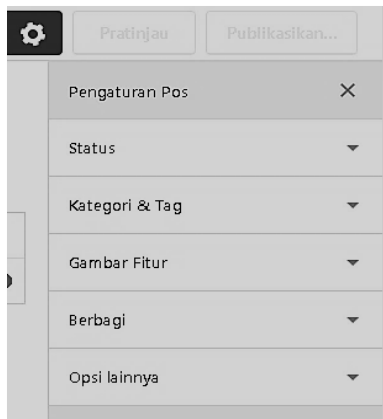 Pratinjau
Publikasikan...
Pengaturan Pos
Status
Kategori & Tag
Gambar Fitur
Berbagi
Opsi lainnya